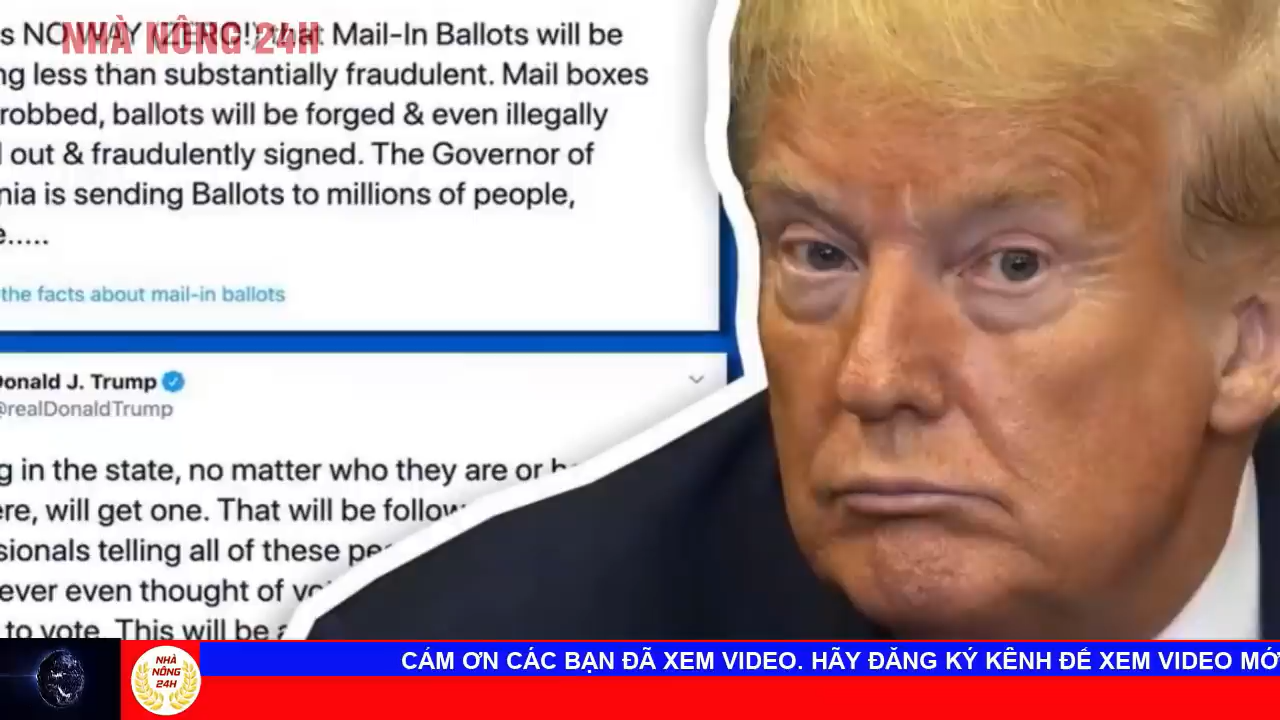 NHÀ NÔNG 24H
s NO WAY (ZERO!) that Mail-In Ballots will be
ng less than substantially fraudulent. Mail boxes
robbed, ballots will be forged & even illegally
out & fraudulently signed. The Governor of
nia is sending Ballots to millions of people,
e.....
the facts about mail-in ballots
Donald J. Trump
@realDonaldTrump
g in the state, no matter who they are or h
ere, will get one. That will be follow
sionals telling all of these pe
ever even thought of vo
to vote. This will be a
CẢM ƠN CÁC BẠN ĐÃ XEM VIDEO. HÃY ĐĂNG KÝ KÊNH ĐỂ XEM VIDEO MỚ
NHÀ
NÔNG
24H